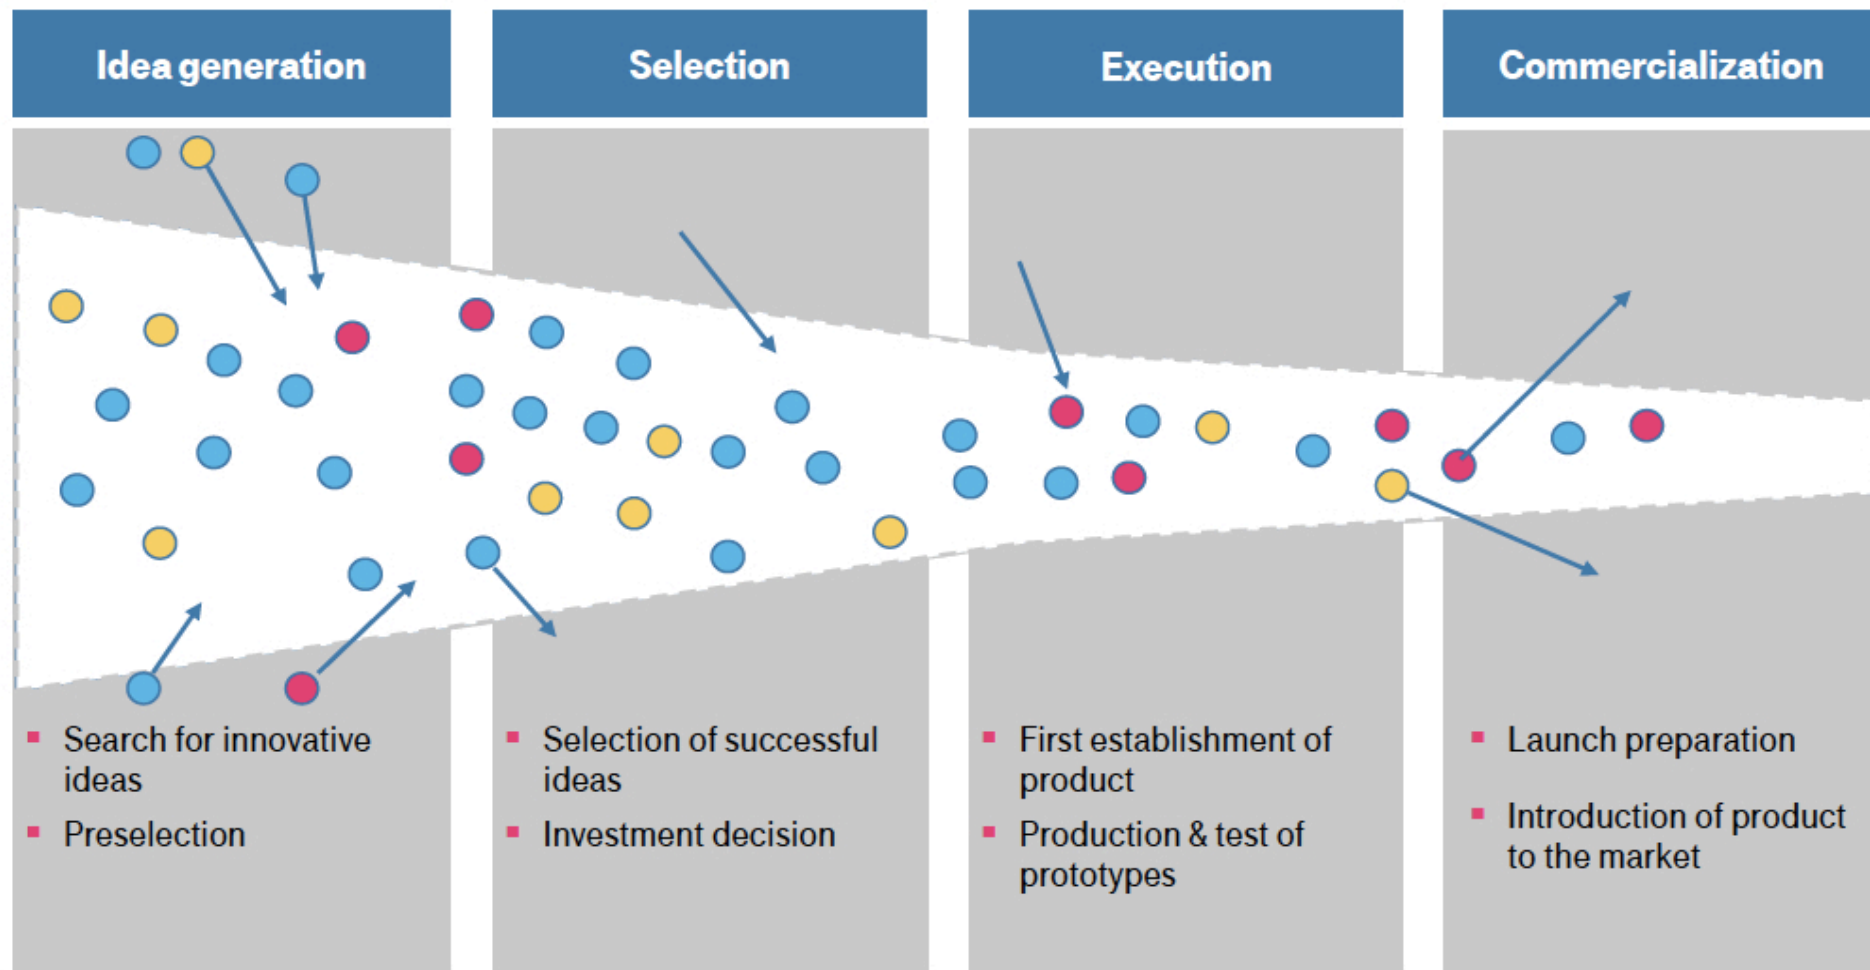 Idea generation
Selection
Execution
Commercialization
Search for innovative
ideas
Preselection
Selection of successful
ideas
Investment decision
First establishment of
product
Production & test of
prototypes
Launch preparation
Introduction of product
to the market